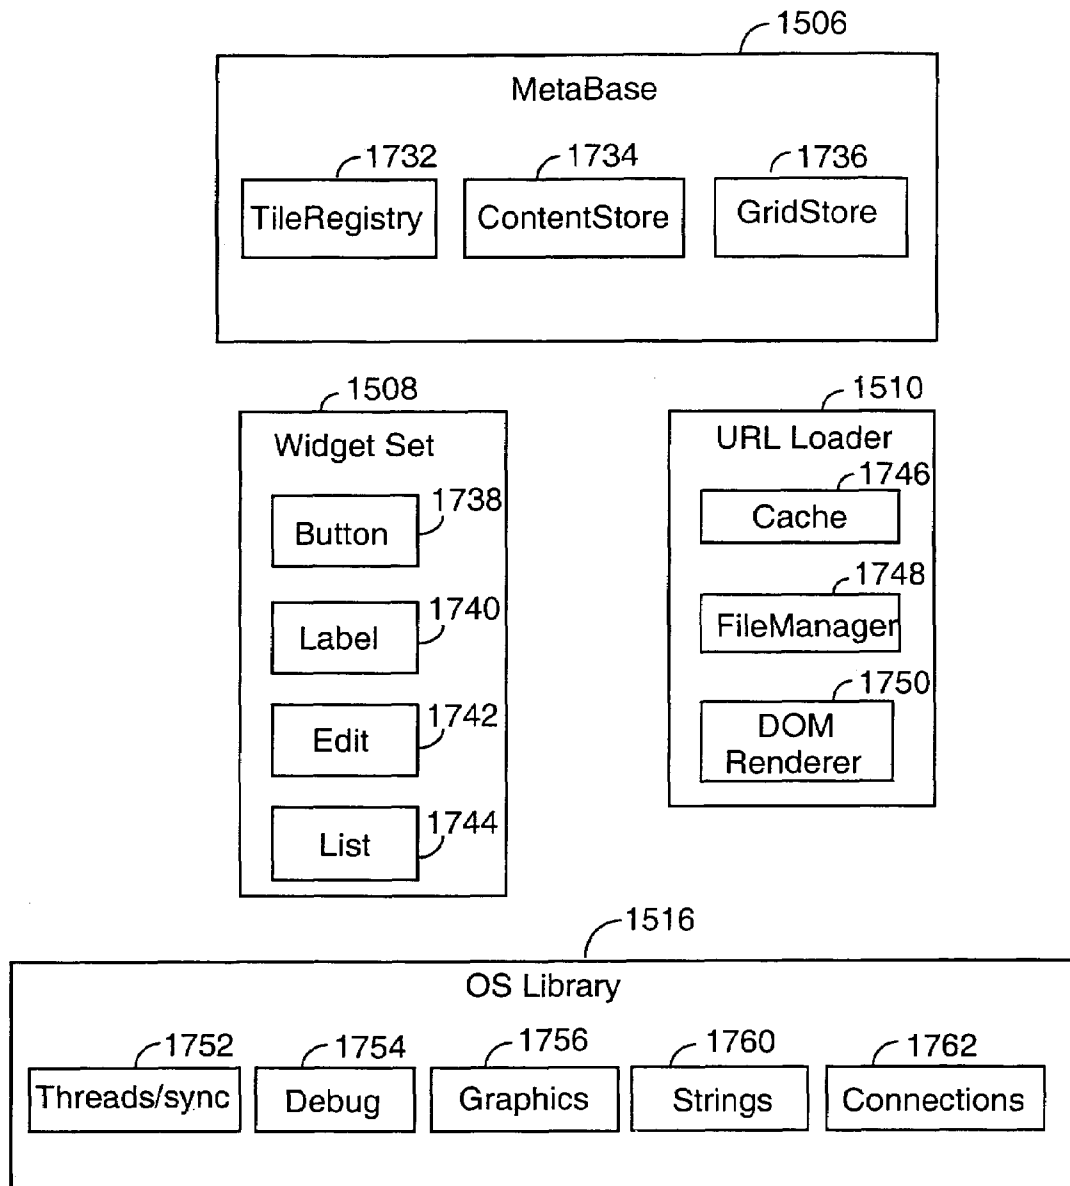 1506
MetaBase
1732
1734
1736
TileRegistry
ContentStore
GridStore
1508
Widget Set
1738
Button
1740
Label
1742
Edit
1744
List
1510
URL Loader
1746
Cache
1748
FileManager
1750
DOM
Renderer
1516
OS Library
1752
1754
1756
1760
1762
Threads/sync
Debug
Graphics
Strings
Connections